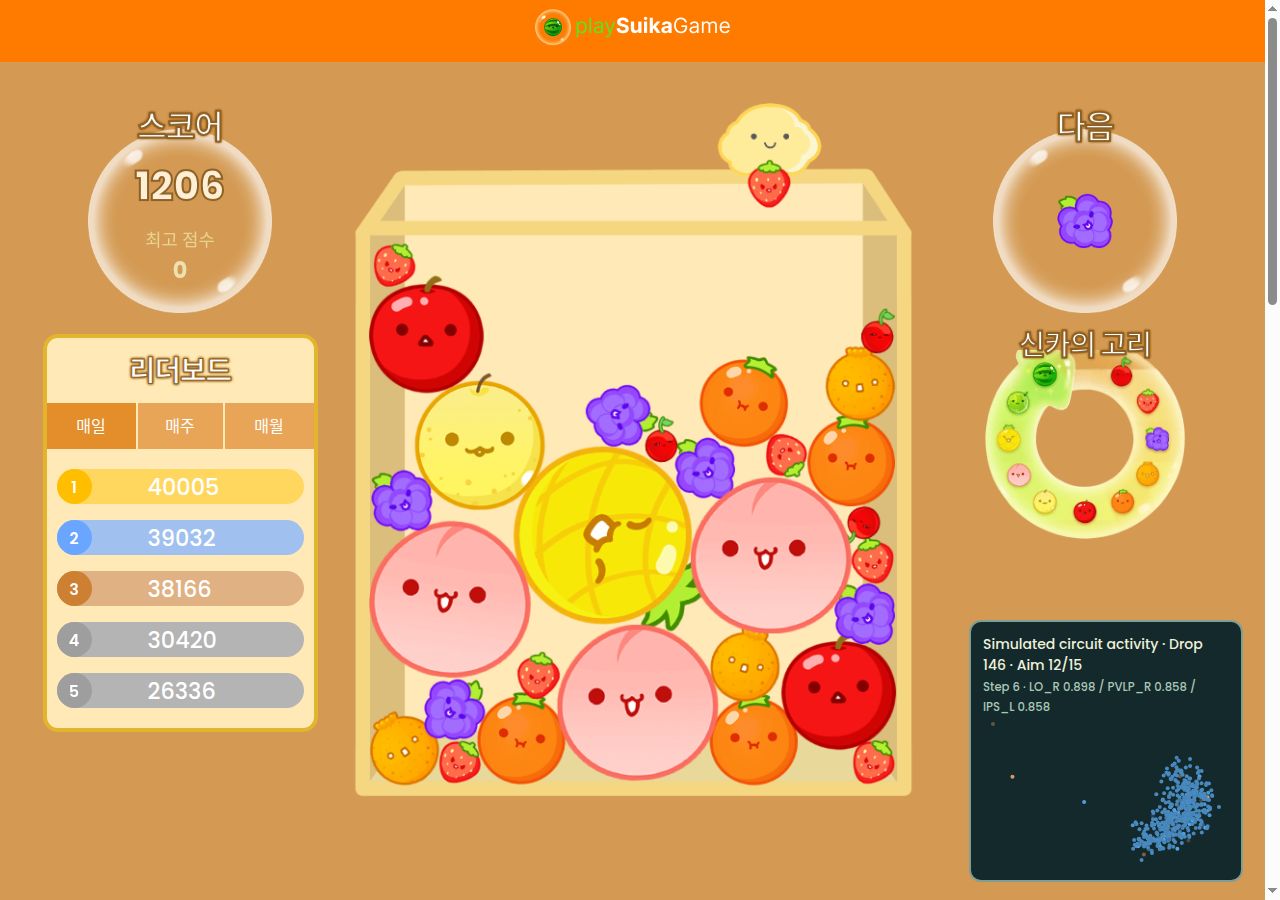 playSuikaGame
스코어
1206
최고 점수
0
리더보드
매일 매주 매월
1 40005
2 39032
3 38166
4 30420
5 26336
다음
신카의 고리
Simulated circuit activity · Drop
146 · Aim 12/15
Step 6 · LO_R 0.898 / PVLP_R 0.858 /
IPS_L 0.858